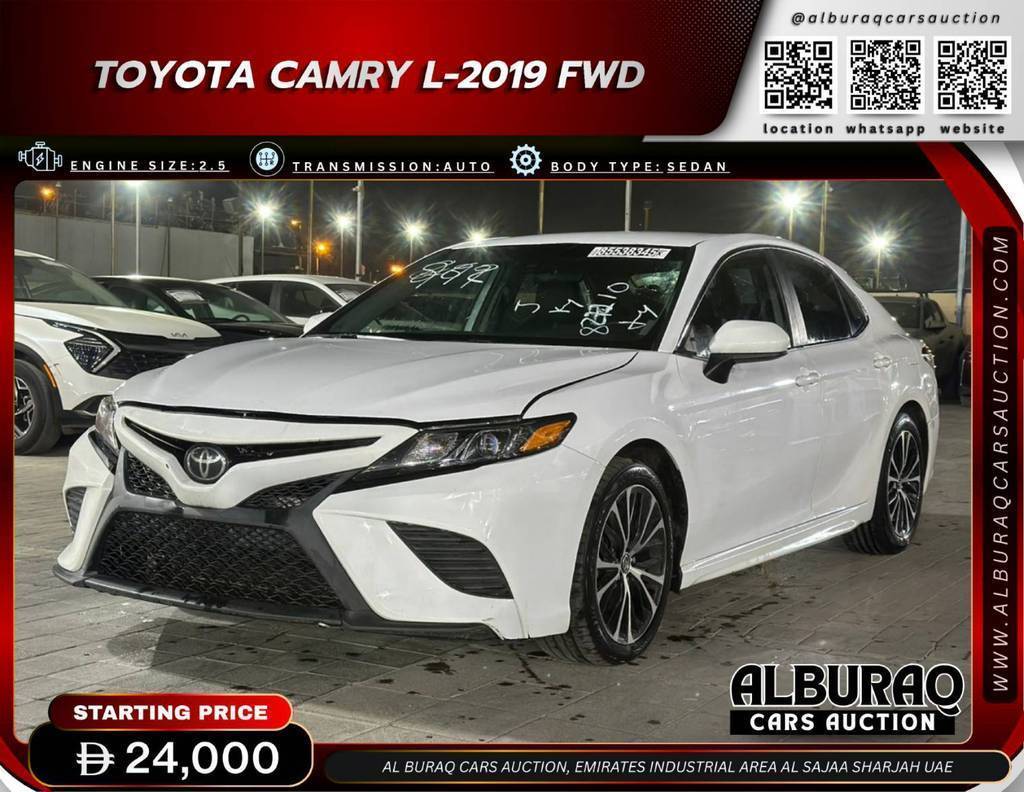 @alburaqcarsauction
TOYOTA CAMRY L-2019 FWD
location whatsapp website
ENGINE SIZE:2.5 TRANSMISSION:AUTO BODY TYPE: SEDAN
85538345
WWW.ALBURAQCARSAUCTION.COM
ALBURAQ
CARS AUCTION
STARTING PRICE
24,000
AL BURAQ CARS AUCTION, EMIRATES INDUSTRIAL AREA AL SAJAA SHARJAH UAE